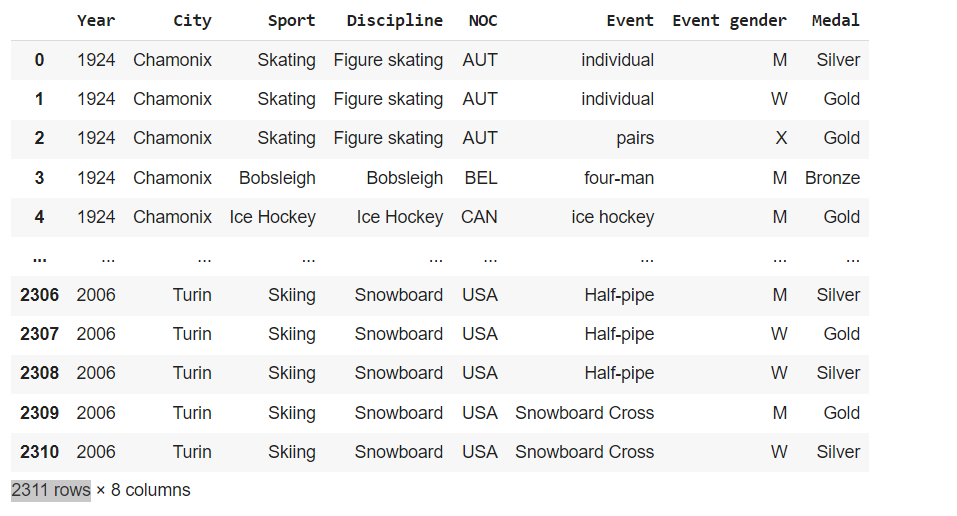 Year City Sport Discipline NOC Event Event gender Medal
0 1924 Chamonix Skating Figure skating AUT individual M Silver
1 1924 Chamonix Skating Figure skating AUT individual W Gold
2 1924 Chamonix Skating Figure skating AUT pairs X Gold
3 1924 Chamonix Bobsleigh Bobsleigh BEL four-man M Bronze
4 1924 Chamonix Ice Hockey Ice Hockey CAN ice hockey M Gold
... ... ... ... ... ... ... ... ...
2306 2006 Turin Skiing Snowboard USA Half-pipe M Silver
2307 2006 Turin Skiing Snowboard USA Half-pipe W Gold
2308 2006 Turin Skiing Snowboard USA Half-pipe W Silver
2309 2006 Turin Skiing Snowboard USA Snowboard Cross M Gold
2310 2006 Turin Skiing Snowboard USA Snowboard Cross W Silver
2311 rows × 8 columns